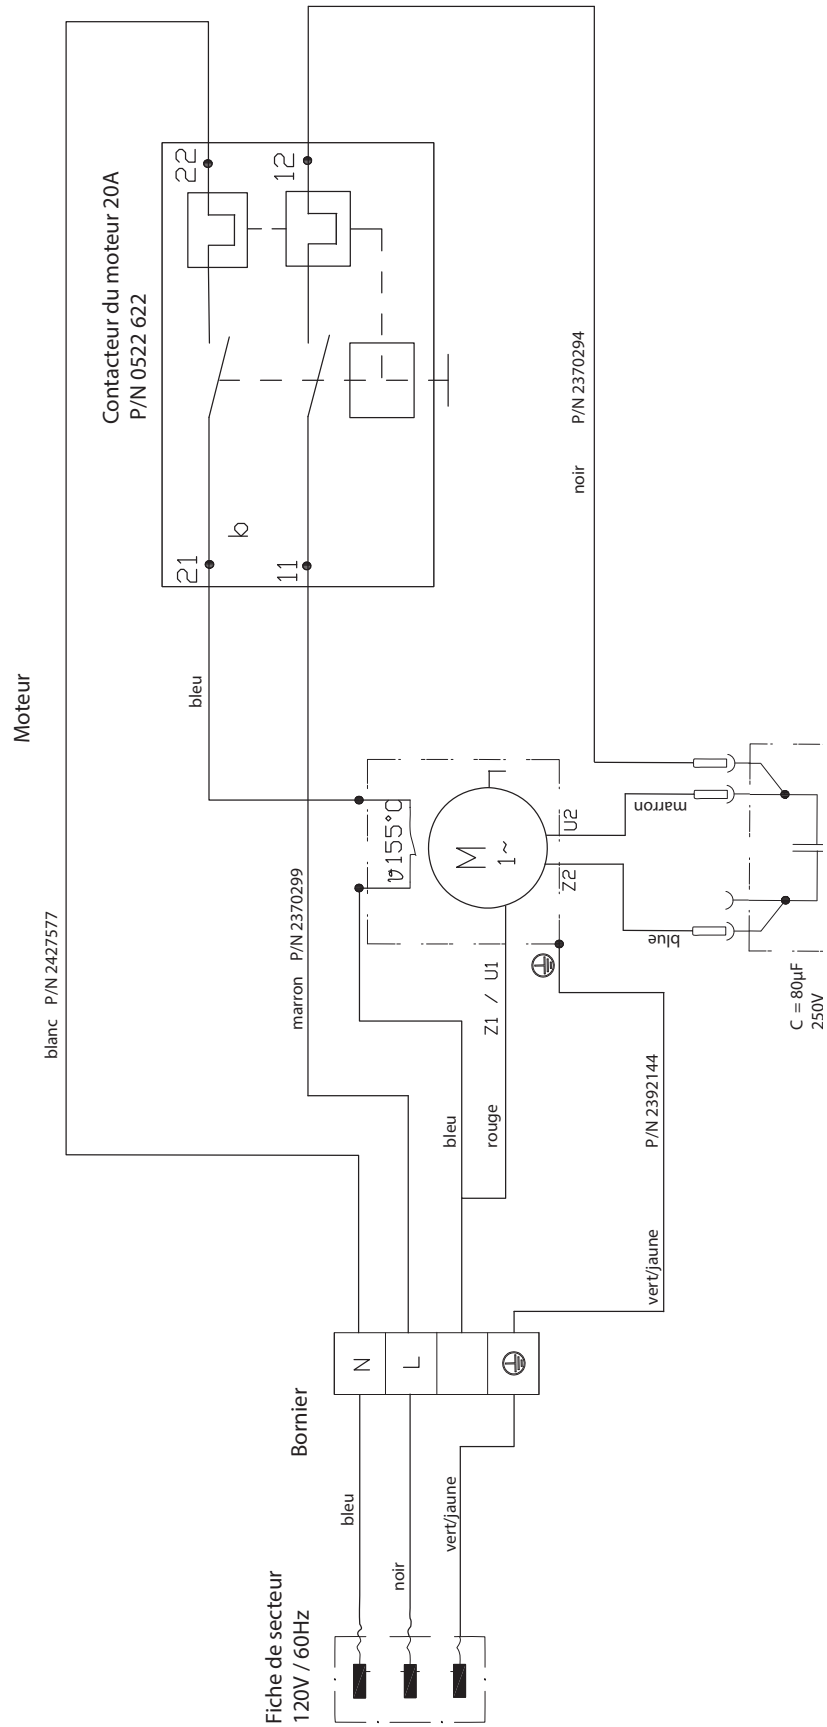 Moteur
Contacteur du moteur 20A
P/N 0522 622
22
12
21
11
b
blanc P/N 2427577
bleu
marron P/N 2370299
noir P/N 2370294
ϑ155°C
M
1~
U2
Z2
Z1 / U1
marron
blue
C = 80µF
250V
bleu
rouge
P/N 2392144
vert/jaune
Bornier
N
L
bleu
noir
vert/jaune
Fiche de secteur
120V / 60Hz